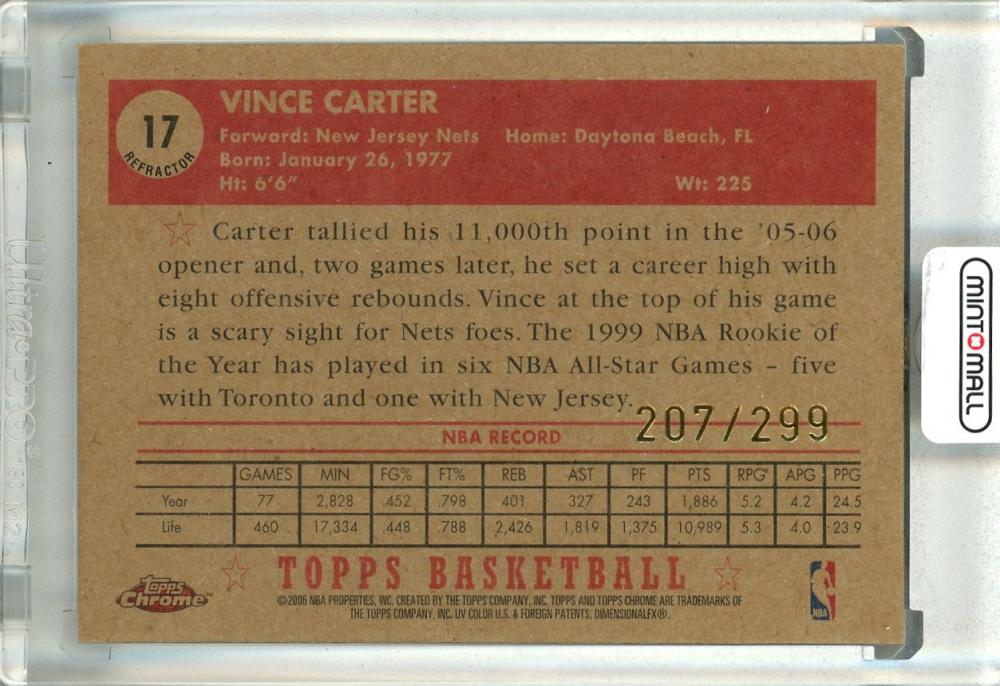 17
REFRACTOR
VINCE CARTER
Forward: New Jersey Nets Home: Daytona Beach, FL
Born: January 26, 1977
Ht: 6'6" Wt: 225
Carter tallied his 11,000th point in the '05-06
opener and, two games later, he set a career high with
eight offensive rebounds. Vince at the top of his game
is a scary sight for Nets foes. The 1999 NBA Rookie of
the Year has played in six NBA All-Star Games – five
with Toronto and one with New Jersey.
207/299
NBA RECORD
GAMES MIN FG% FT% REB AST PF PTS RPG APG PPG
Year 77 2,828 .452 .798 401 327 243 1,886 5.2 4.2 24.5
Life 460 17,334 .448 .788 2,426 1,819 1,375 10,989 5.3 4.0 23.9
TOPPS BASKETBALL
Topps Chrome™
©2006 NBA PROPERTIES, INC. CREATED BY THE TOPPS COMPANY, INC. TOPPS AND TOPPS CHROME ARE TRADEMARKS OF
THE TOPPS COMPANY, INC. UV COLOR U.S. & FOREIGN PATENTS, DIMENSIONALFX®.
NBA
MINTOMALL
Ultra·PRO®